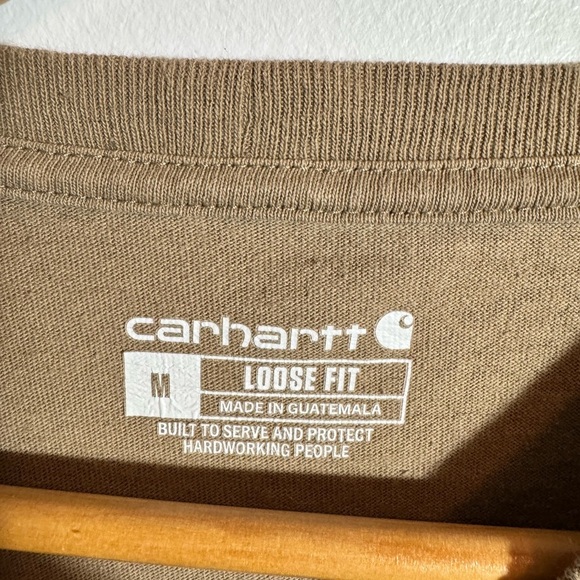 carhartt
M LOOSE FIT
MADE IN GUATEMALA
BUILT TO SERVE AND PROTECT
HARDWORKING PEOPLE